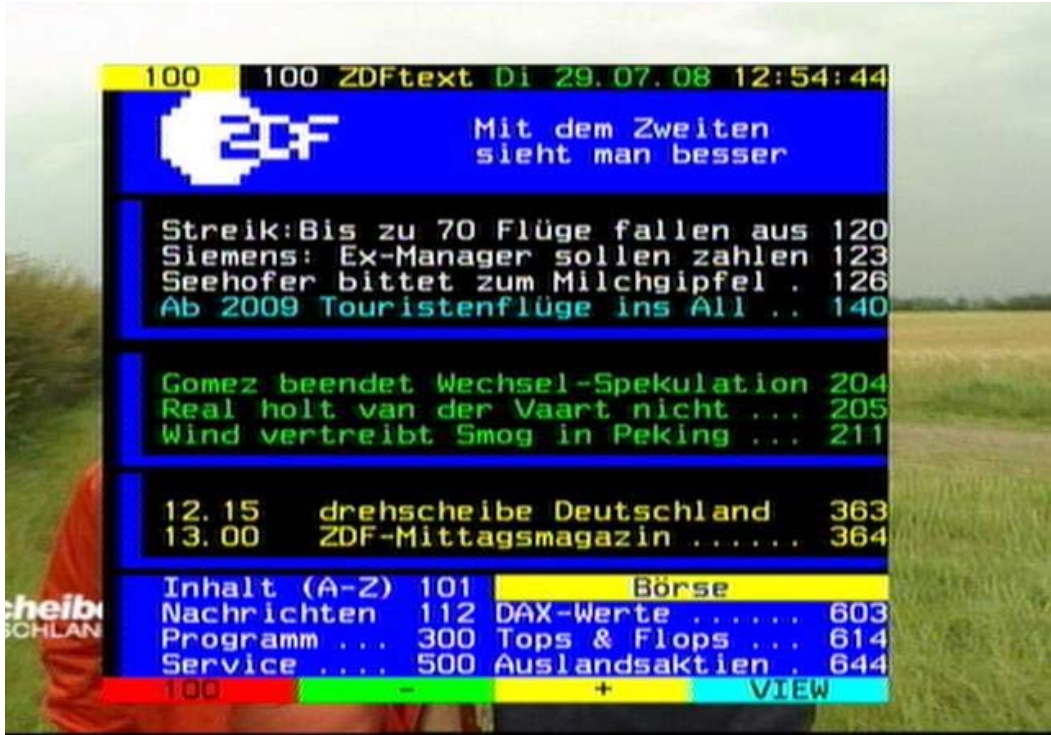 100 100 ZDFtext Di 29.07.08 12:54:44
ZDF
Mit dem Zweiten
sieht man besser
Streik:Bis zu 70 Flüge fallen aus 120
Siemens: Ex-Manager sollen zahlen 123
Seehofer bittet zum Milchgipfel . 126
Ab 2009 Touristenflüge ins All .. 140
Gomez beendet Wechsel-Spekulation 204
Real holt van der Vaart nicht ... 205
Wind vertreibt Smog in Peking ... 211
12.15 drehscheibe Deutschland 363
13.00 ZDF-Mittagsmagazin ...... 364
Inhalt (A-Z) 101 Börse
Nachrichten 112 DAX-Werte ...... 603
Programm ... 300 Tops & Flops ... 614
Service .... 500 Auslandsaktien . 644
100 - + VIEW
cheib
SCHLAN